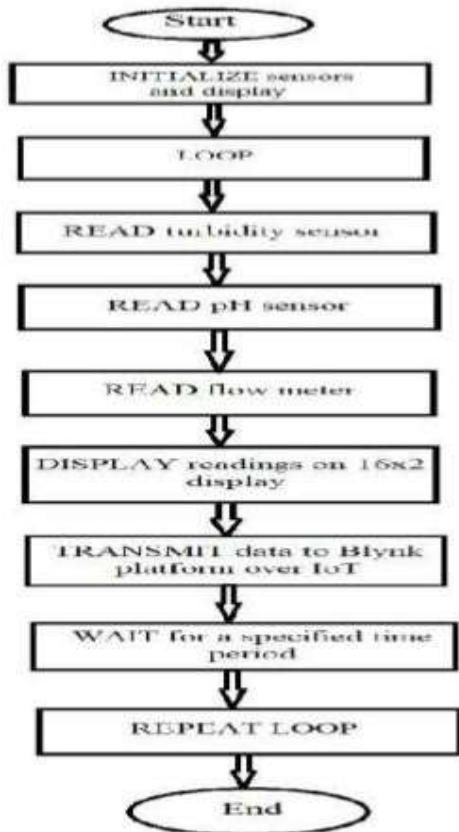 Start
INITIALIZE sensors
and display
LOOP
READ turbidity sensor
READ pH sensor
READ flow meter
DISPLAY readings on 16x2
display
TRANSMIT data to Blynk
platform over IoT
WAIT for a specified time
period
REPEAT LOOP
End